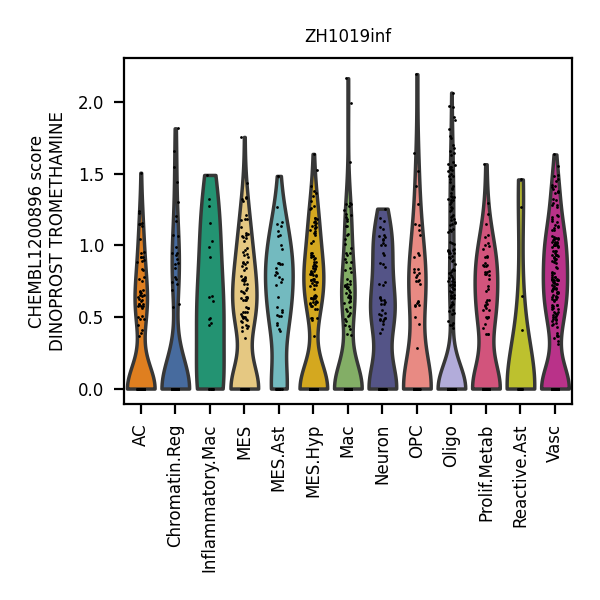 ZH1019inf
CHEMBL1200896 score
DINOPROST TROMETHAMINE
2.0
1.5
1.0
0.5
0.0
AC
Chromatin.Reg
Inflammatory.Mac
MES
MES.Ast
MES.Hyp
Mac
Neuron
OPC
Oligo
Prolif.Metab
Reactive.Ast
Vasc